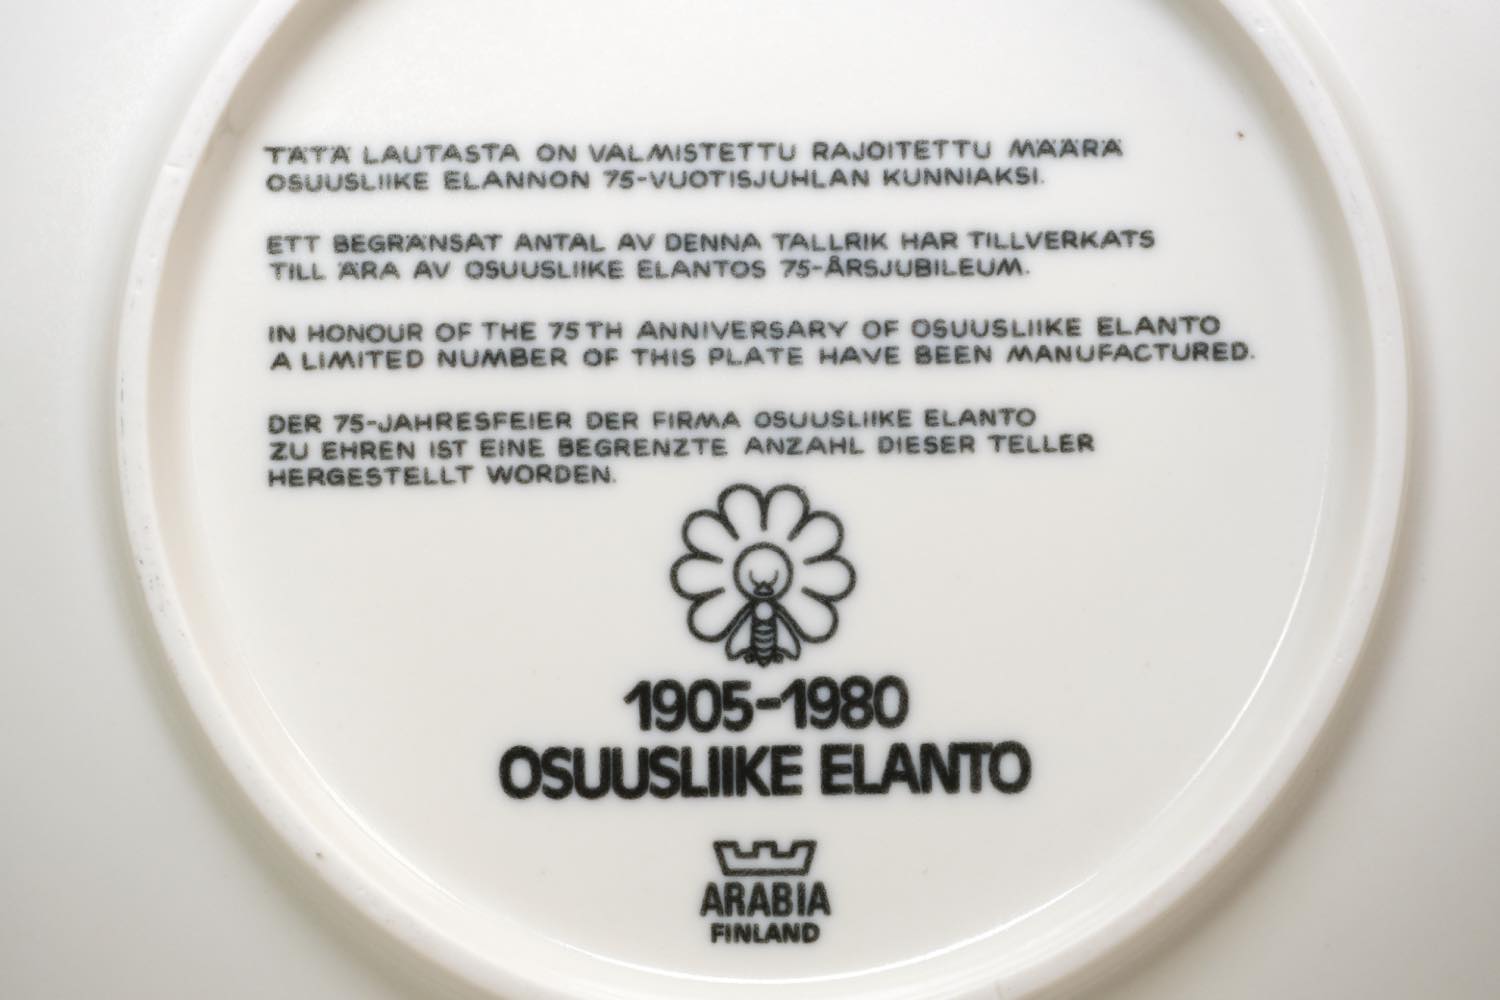 TÄTÄ LAUTASTA ON VALMISTETTU RAJOITETTU MÄÄRÄ
OSUUSLIIKE ELANNON 75-VUOTISJUHLAN KUNNIAKSI.
ETT BEGRÄNSAT ANTAL AV DENNA TALLRIK HAR TILLVERKATS
TILL ÄRA AV OSUUSLIIKE ELANTOS 75-ÅRSJUBILEUM.
IN HONOUR OF THE 75TH ANNIVERSARY OF OSUUSLIIKE ELANTO
A LIMITED NUMBER OF THIS PLATE HAVE BEEN MANUFACTURED.
DER 75-JAHRESFEIER DER FIRMA OSUUSLIIKE ELANTO
ZU EHREN IST EINE BEGRENZTE ANZAHL DIESER TELLER
HERGESTELLT WORDEN.
1905-1980
OSUUSLIIKE ELANTO
ARABIA
FINLAND